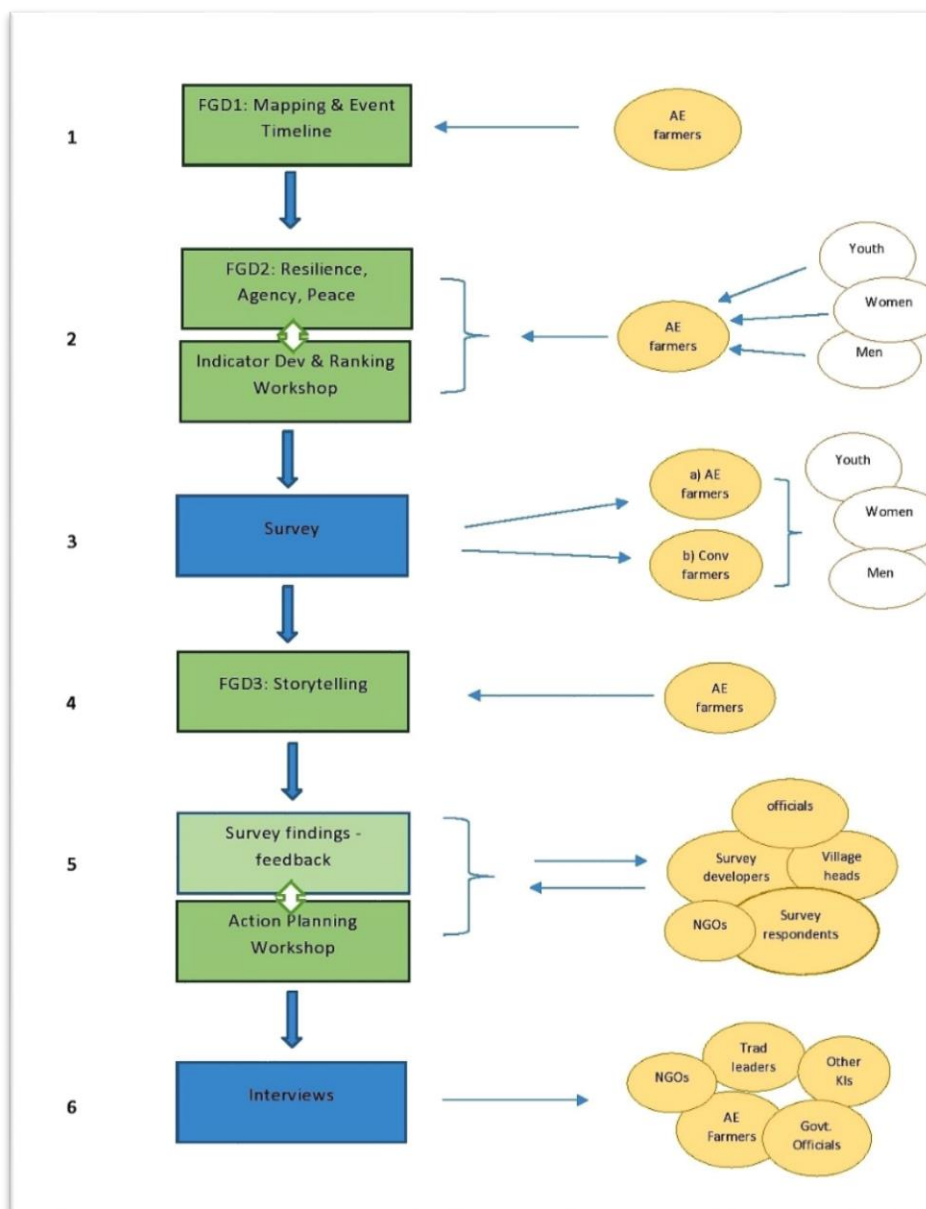 1
FGD1: Mapping & Event
Timeline
AE
farmers
2
FGD2: Resilience,
Agency, Peace
Indicator Dev & Ranking
Workshop
AE
farmers
Youth
Women
Men
3
Survey
a) AE
farmers
b) Conv
farmers
Youth
Women
Men
4
FGD3: Storytelling
AE
farmers
5
Survey findings -
feedback
Action Planning
Workshop
officials
Survey
developers
Village
heads
NGOs
Survey
respondents
6
Interviews
NGOs
Trad
leaders
Other
KIs
AE
Farmers
Govt.
Officials